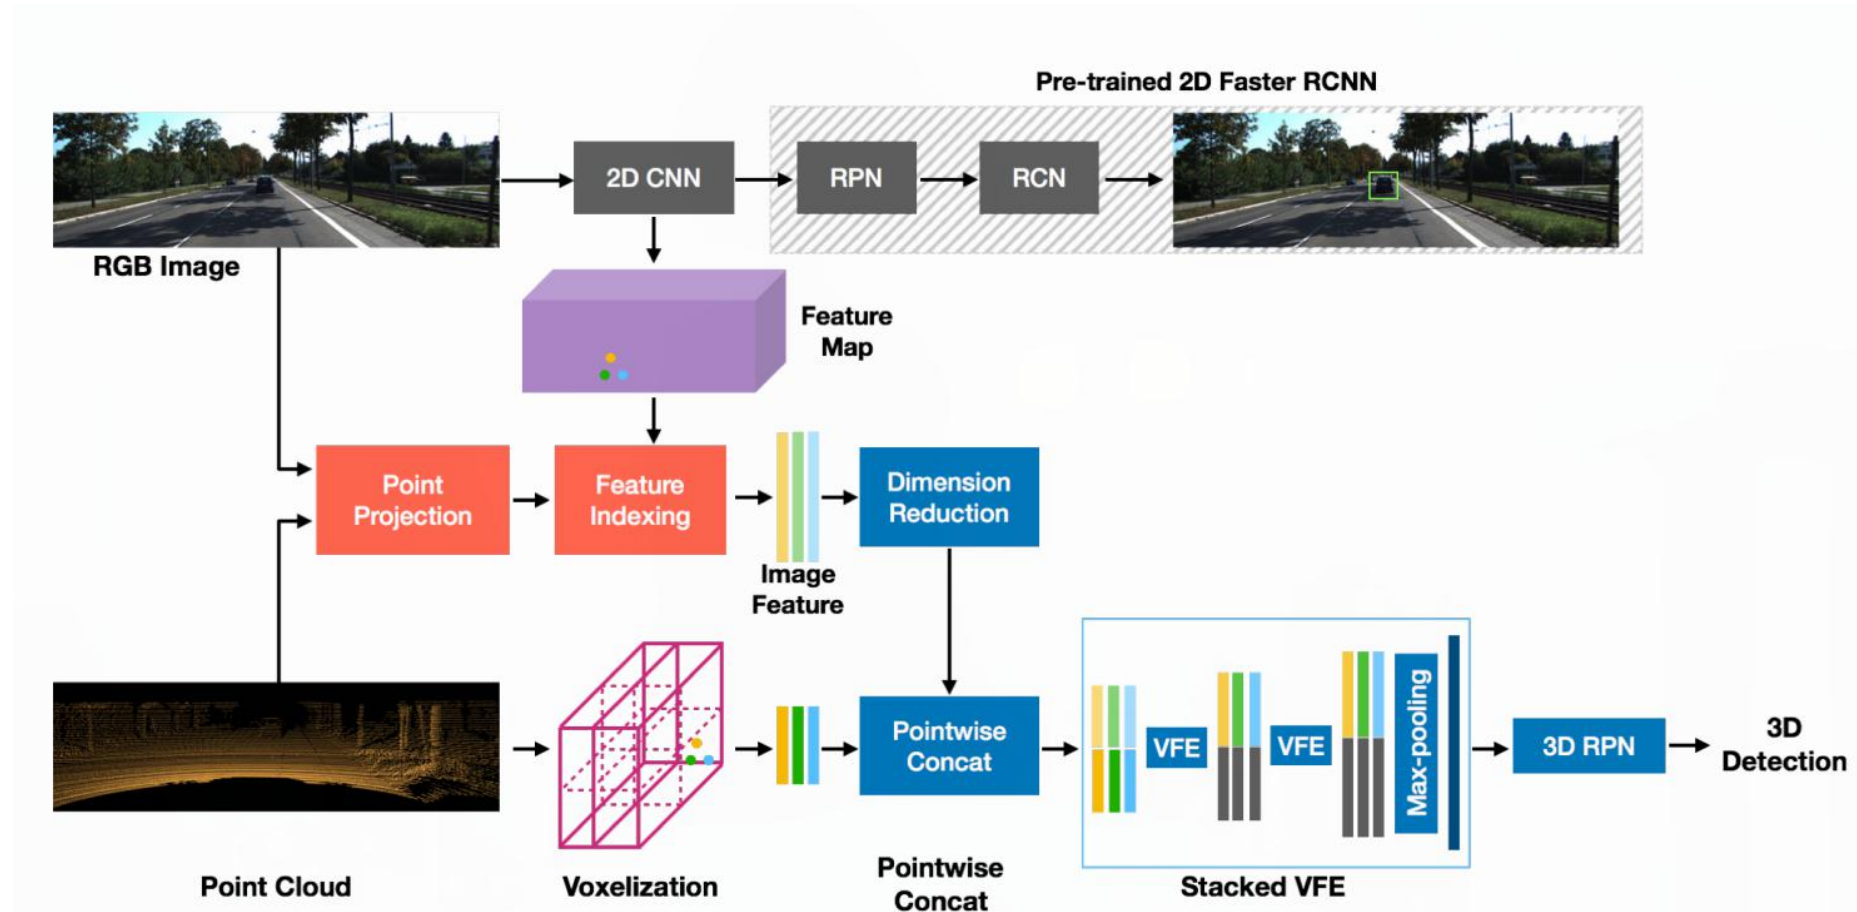 Pre-trained 2D Faster RCNN
2D CNN
RPN
RCN
RGB Image
Feature
Map
Point
Projection
Feature
Indexing
Dimension
Reduction
Image
Feature
Pointwise
Concat
VFE
VFE
Max-pooling
3D RPN
3D
Detection
Point Cloud
Voxelization
Pointwise
Concat
Stacked VFE